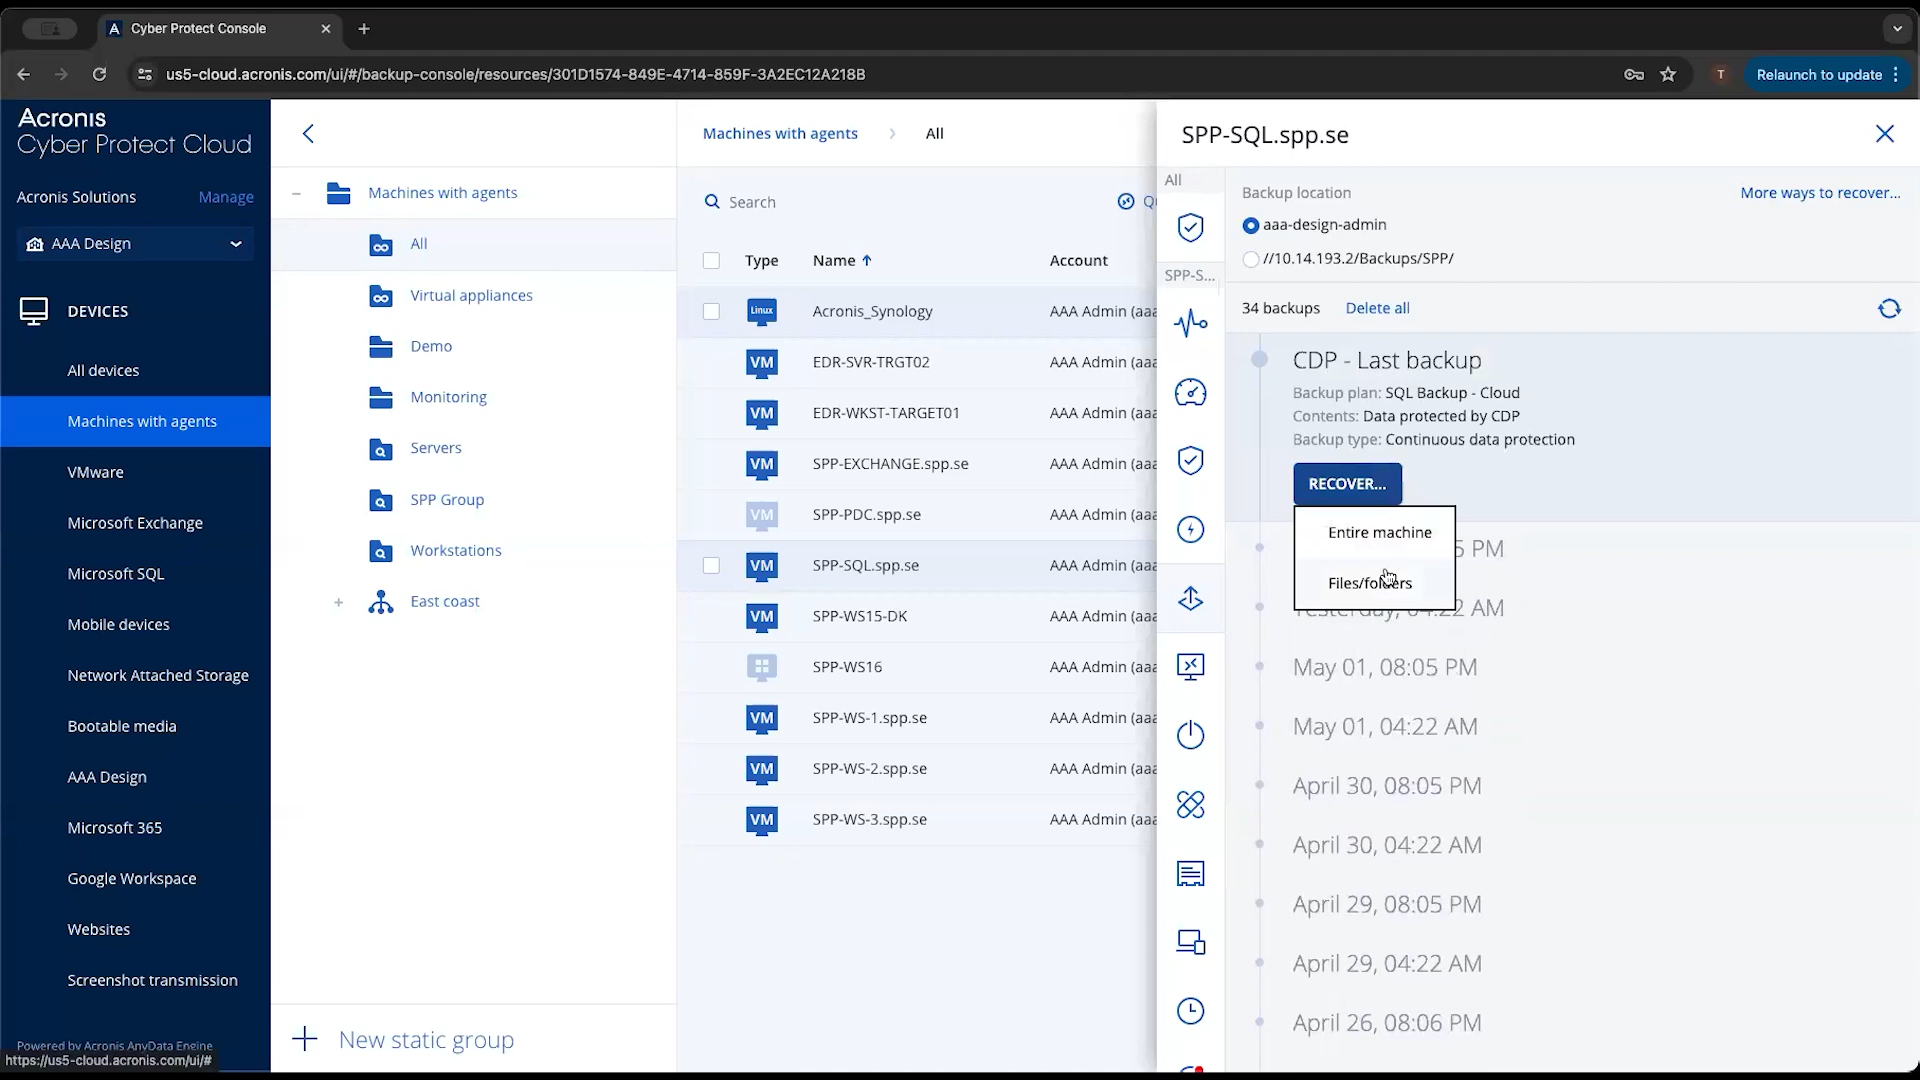 Cyber Protect Console
us5-cloud.acronis.com/ui/#/backup-console/resources/301D1574-849E-4714-859F-3A2EC12A218B
T
Relaunch to update
Acronis
Cyber Protect Cloud
Acronis Solutions
Manage
AAA Design
DEVICES
All devices
Machines with agents
VMware
Microsoft Exchange
Microsoft SQL
Mobile devices
Network Attached Storage
Bootable media
AAA Design
Microsoft 365
Google Workspace
Websites
Screenshot transmission
Powered by Acronis AnyData Engine
https://us5-cloud.acronis.com/ui/#
Machines with agents
All
Virtual appliances
Demo
Monitoring
Servers
SPP Group
Workstations
East coast
New static group
Machines with agents
All
Search
Type
Name
Account
Linux
Acronis_Synology
AAA Admin (aaa
VM
EDR-SVR-TRGT02
AAA Admin (aaa
VM
EDR-WKST-TARGET01
AAA Admin (aaa
VM
SPP-EXCHANGE.spp.se
AAA Admin (aaa
VM
SPP-PDC.spp.se
AAA Admin (aaa
VM
SPP-SQL.spp.se
AAA Admin (aaa
VM
SPP-WS15-DK
AAA Admin (aaa
SPP-WS16
AAA Admin (aaa
VM
SPP-WS-1.spp.se
AAA Admin (aaa
VM
SPP-WS-2.spp.se
AAA Admin (aaa
VM
SPP-WS-3.spp.se
AAA Admin (aaa
SPP-SQL.spp.se
All
SPP-S...
Backup location
More ways to recover...
aaa-design-admin
//10.14.193.2/Backups/SPP/
34 backups
Delete all
CDP - Last backup
Backup plan: SQL Backup - Cloud
Contents: Data protected by CDP
Backup type: Continuous data protection
RECOVER...
Entire machine
Files/folders
5 PM
Yesterday, 04:22 AM
May 01, 08:05 PM
May 01, 04:22 AM
April 30, 08:05 PM
April 30, 04:22 AM
April 29, 08:05 PM
April 29, 04:22 AM
April 26, 08:06 PM